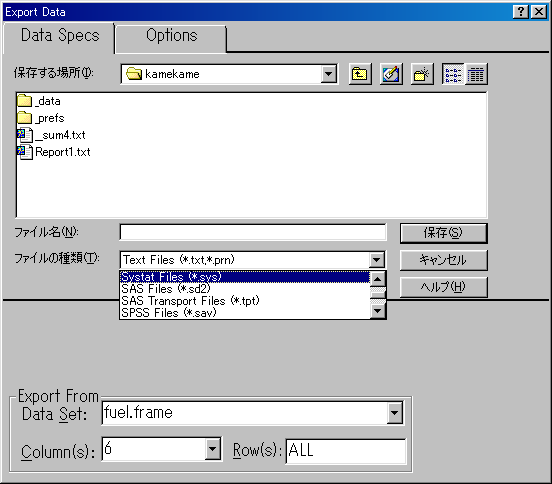 Export Data
Data Specs Options
保存する場所(I): kamekame
_data
_prefs
__sum4.txt
Report1.txt
ファイル名(N): 保存(S)
ファイルの種類(T): Text Files (*.txt,*.prn) キャンセル
Systat Files (*.sys)
SAS Files (*.sd2) ヘルプ(H)
SAS Transport Files (*.tpt)
SPSS Files (*.sav)
Export From
Data Set: fuel.frame
Column(s): 6 Row(s): ALL